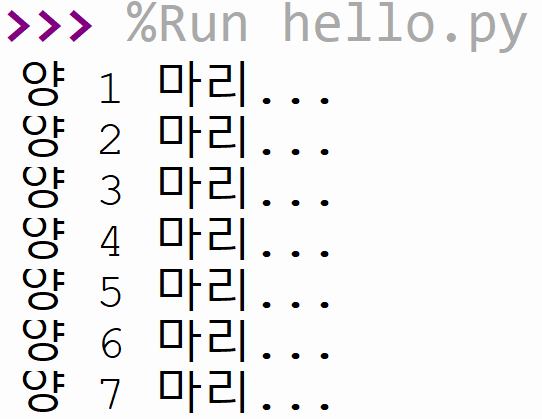 >>> %Run hello.py
양 1 마리...
양 2 마리...
양 3 마리...
양 4 마리...
양 5 마리...
양 6 마리...
양 7 마리...